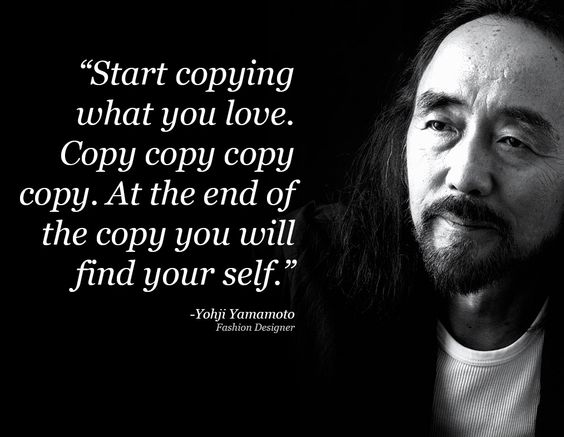 “Start copying
what you love.
Copy copy copy
copy. At the end of
the copy you will
find your self.”
-Yohji Yamamoto
Fashion Designer